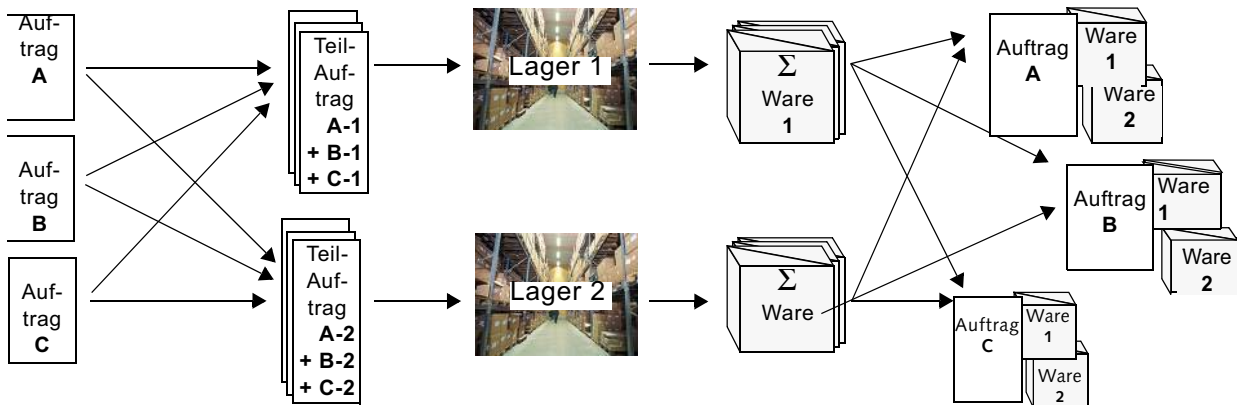 Auf-
trag
A
Auf-
trag
B
Auf-
trag
C
Teil-
Auf-
trag
A-1
+ B-1
+ C-1
Teil-
Auf-
trag
A-2
+ B-2
+ C-2
Lager 1
Lager 2
Σ
Ware
1
Σ
Ware
Auftrag
A
Ware
1
Ware
2
Auftrag
B
Ware
1
Ware
2
Auftrag
C
Ware
1
Ware
2